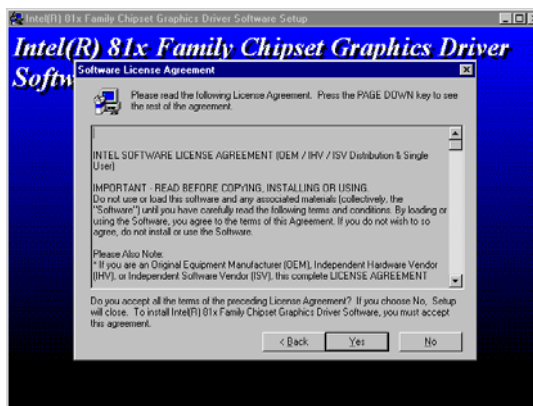 Intel(R) 81x Family Chipset Graphics Driver Software Setup
Intel(R) 81x Family Chipset Graphics Driver
Softw
Software License Agreement
Please read the following License Agreement. Press the PAGE DOWN key to see
the rest of the agreement.
INTEL SOFTWARE LICENSE AGREEMENT (OEM / IHV / ISV Distribution & Single
User)
IMPORTANT - READ BEFORE COPYING, INSTALLING OR USING.
Do not use or load this software and any associated materials (collectively, the
"Software") until you have carefully read the following terms and conditions. By loading or
using the Software, you agree to the terms of this Agreement. If you do not wish to so
agree, do not install or use the Software.
Please Also Note:
* If you are an Original Equipment Manufacturer (OEM), Independent Hardware Vendor
(IHV), or Independent Software Vendor (ISV), this complete LICENSE AGREEMENT
Do you accept all the terms of the preceding License Agreement? If you choose No, Setup
will close. To install Intel(R) 81x Family Chipset Graphics Driver Software, you must accept
this agreement.
< Back Yes No